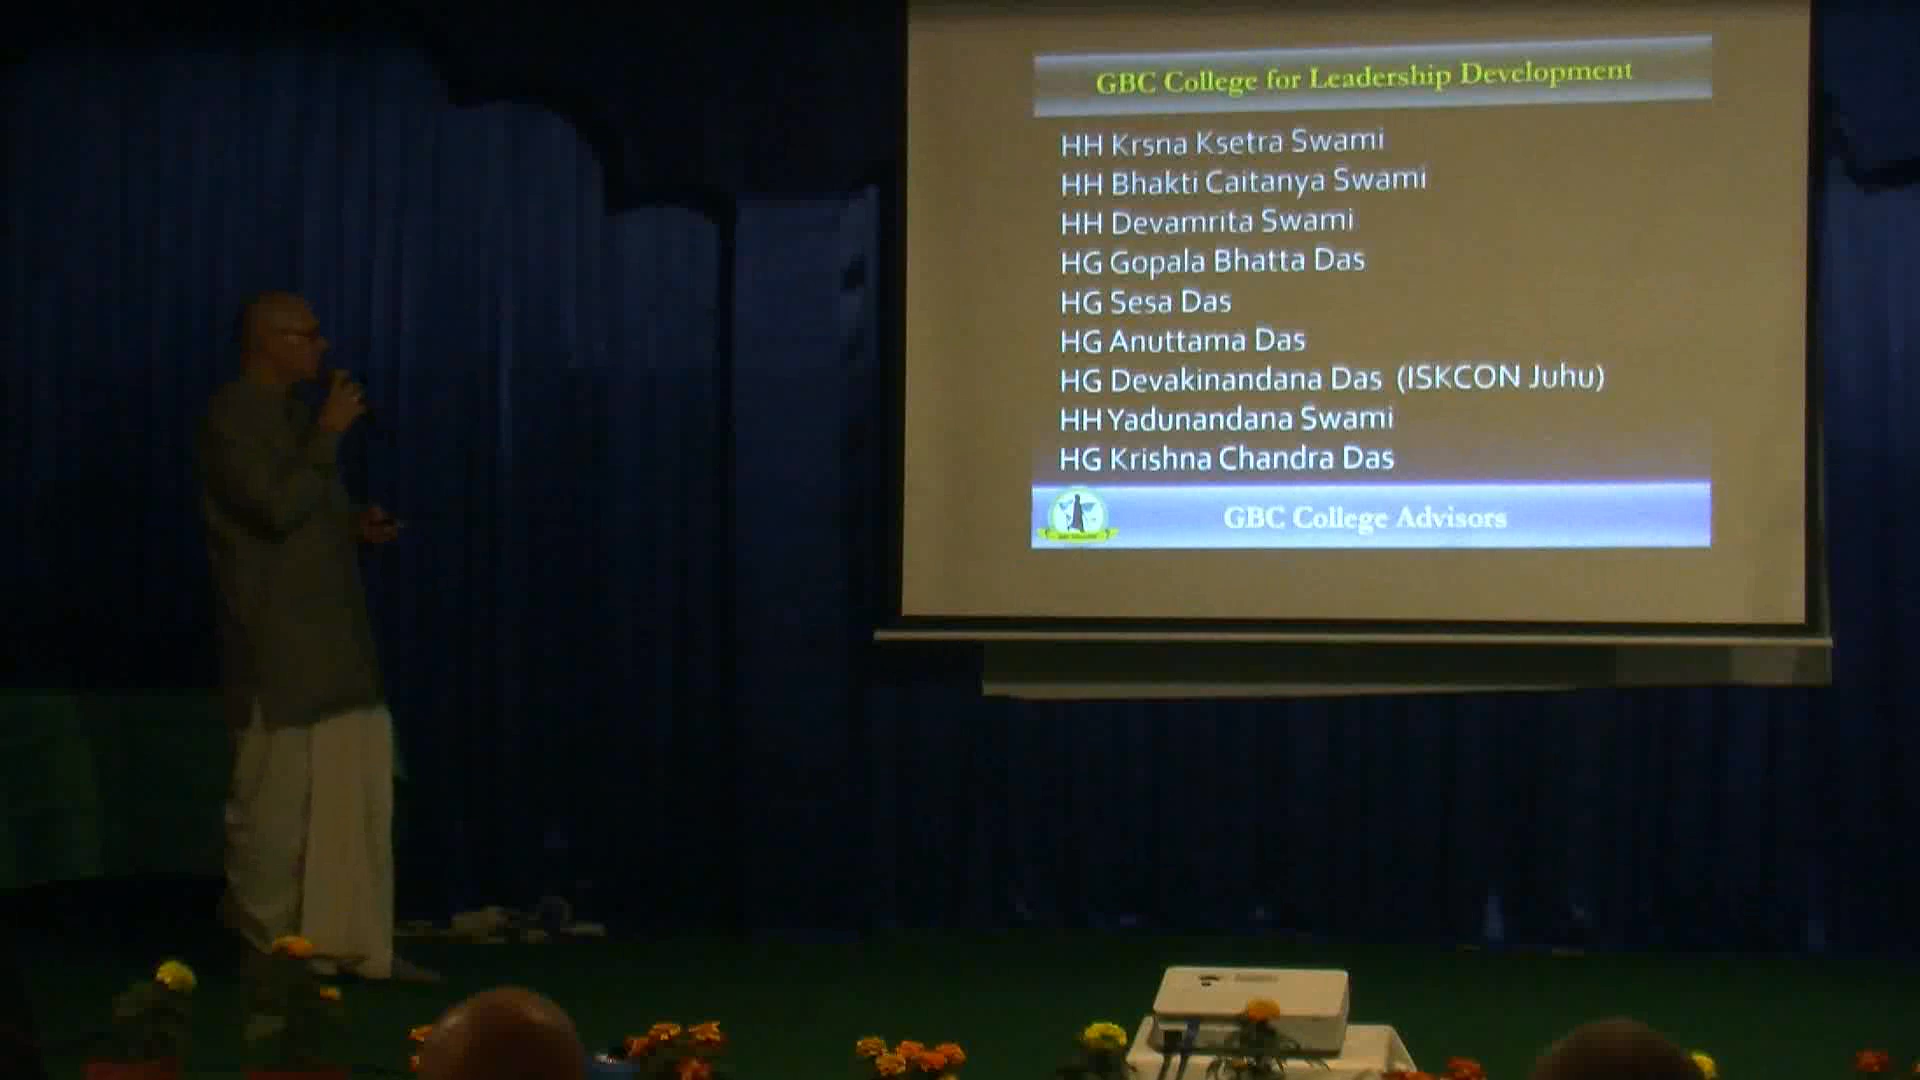 GBC College for Leadership Development
HH Krsna Ksetra Swami
HH Bhakti Caitanya Swami
HH Devamrita Swami
HG Gopala Bhatta Das
HG Sesa Das
HG Anuttama Das
HG Devakinandana Das (ISKCON Juhu)
HH Yadunandana Swami
HG Krishna Chandra Das
GBC College Advisors